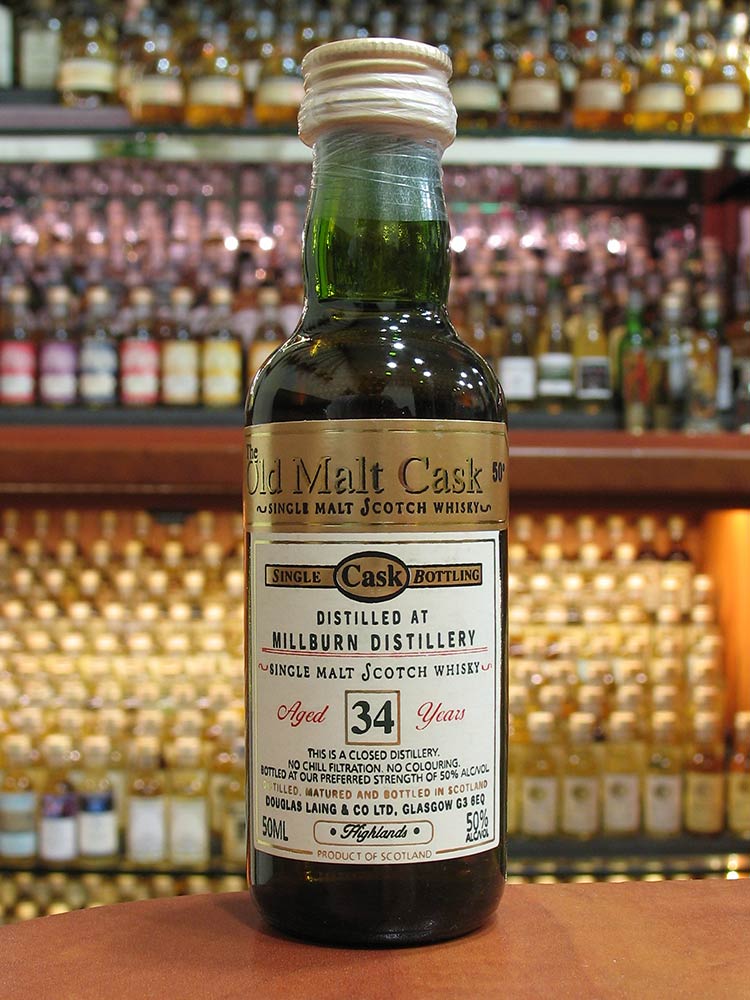 The
Old Malt Cask 50°
SINGLE MALT SCOTCH WHISKY
SINGLE Cask BOTTLING
DISTILLED AT
MILLBURN DISTILLERY
SINGLE MALT SCOTCH WHISKY
Aged 34 Years
THIS IS A CLOSED DISTILLERY.
NO CHILL FILTRATION. NO COLOURING.
BOTTLED AT OUR PREFERRED STRENGTH OF 50% ALC/VOL
DISTILLED, MATURED AND BOTTLED IN SCOTLAND
DOUGLAS LAING & CO LTD, GLASGOW G3 6EQ
50ML • Highlands • 50%
ALC/VOL
PRODUCT OF SCOTLAND